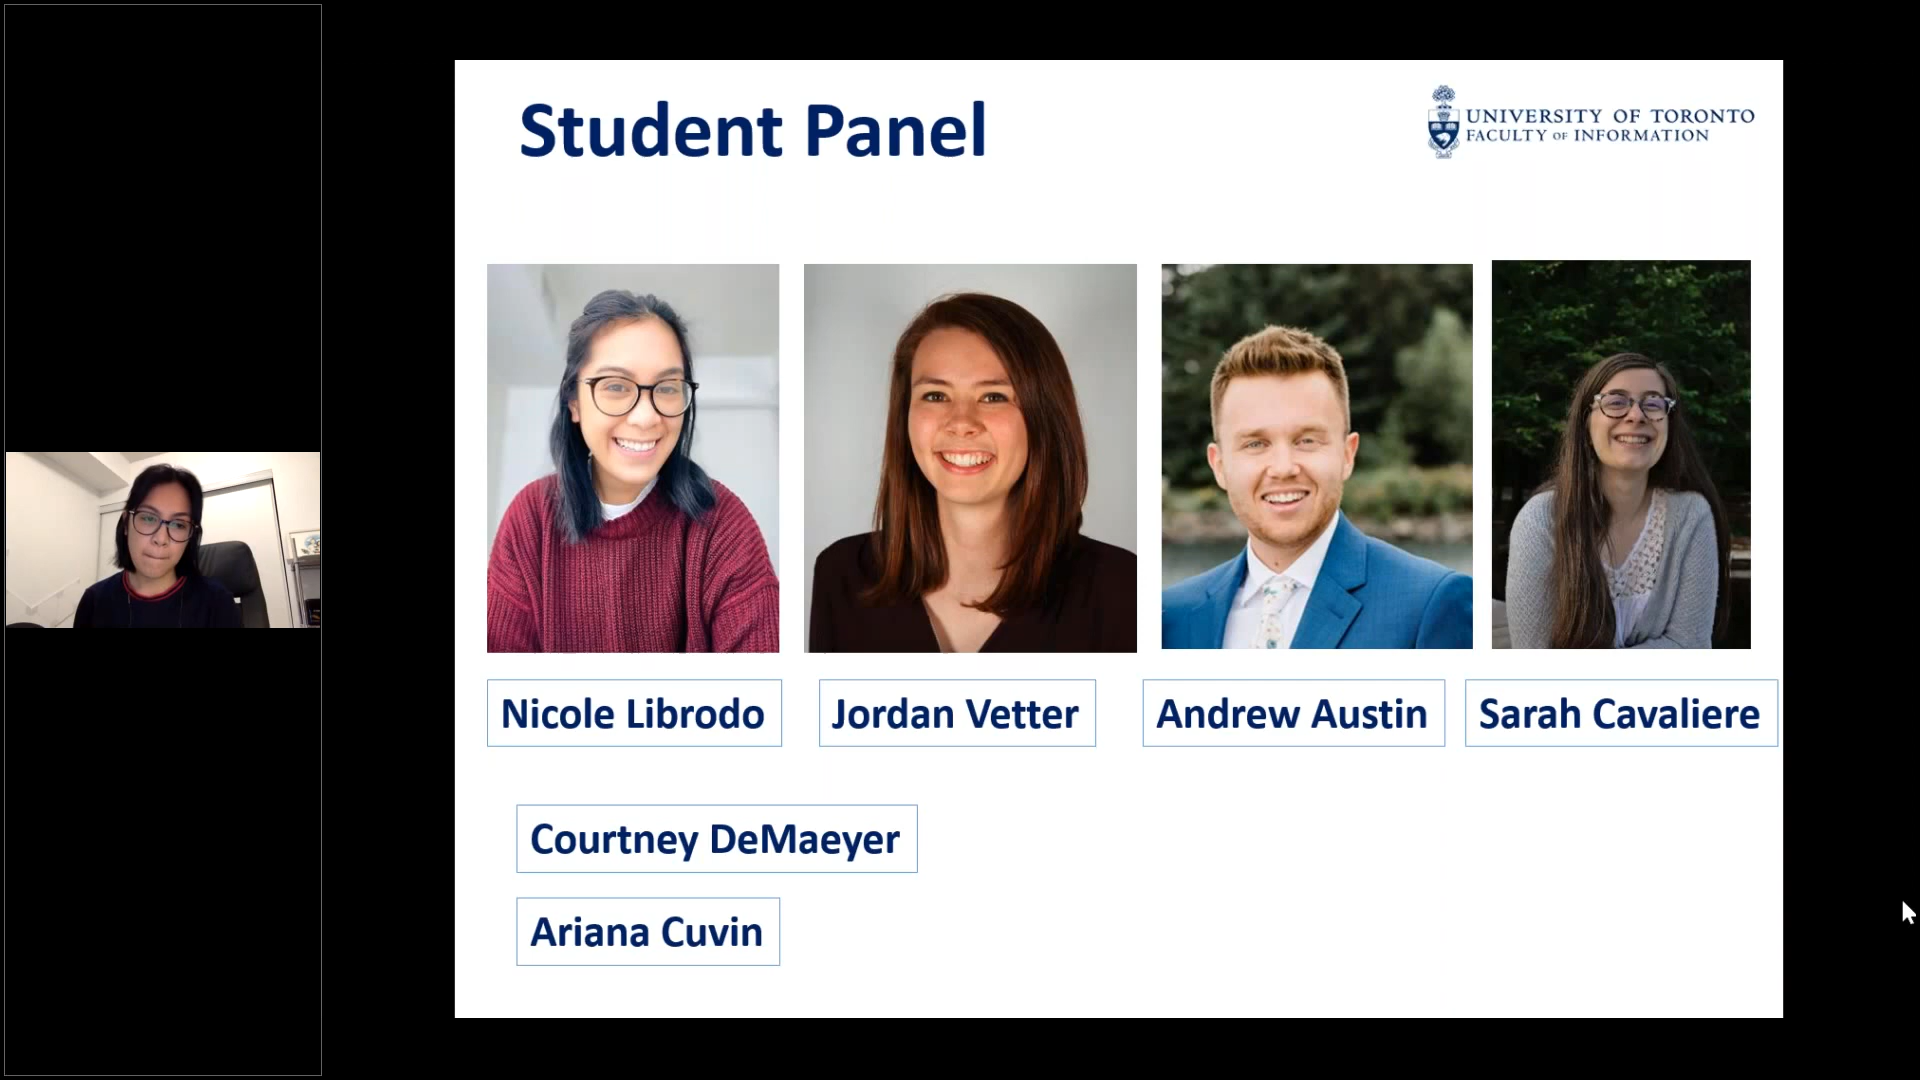 Student Panel
UNIVERSITY OF TORONTO
FACULTY OF INFORMATION
Nicole Librodo
Jordan Vetter
Andrew Austin
Sarah Cavaliere
Courtney DeMaeyer
Ariana Cuvin